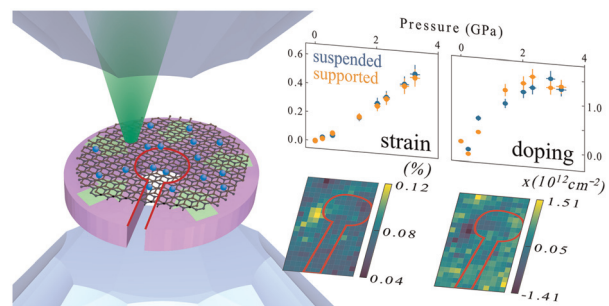 Pressure (GPa)
0 2 4 0 2 4
0.6
0.4
0.2
0.0
suspended
supported
strain
doping
1.0
0.0
(%)
x(10¹²cm⁻²)
0.12
0.08
0.04
1.51
0.05
-1.41